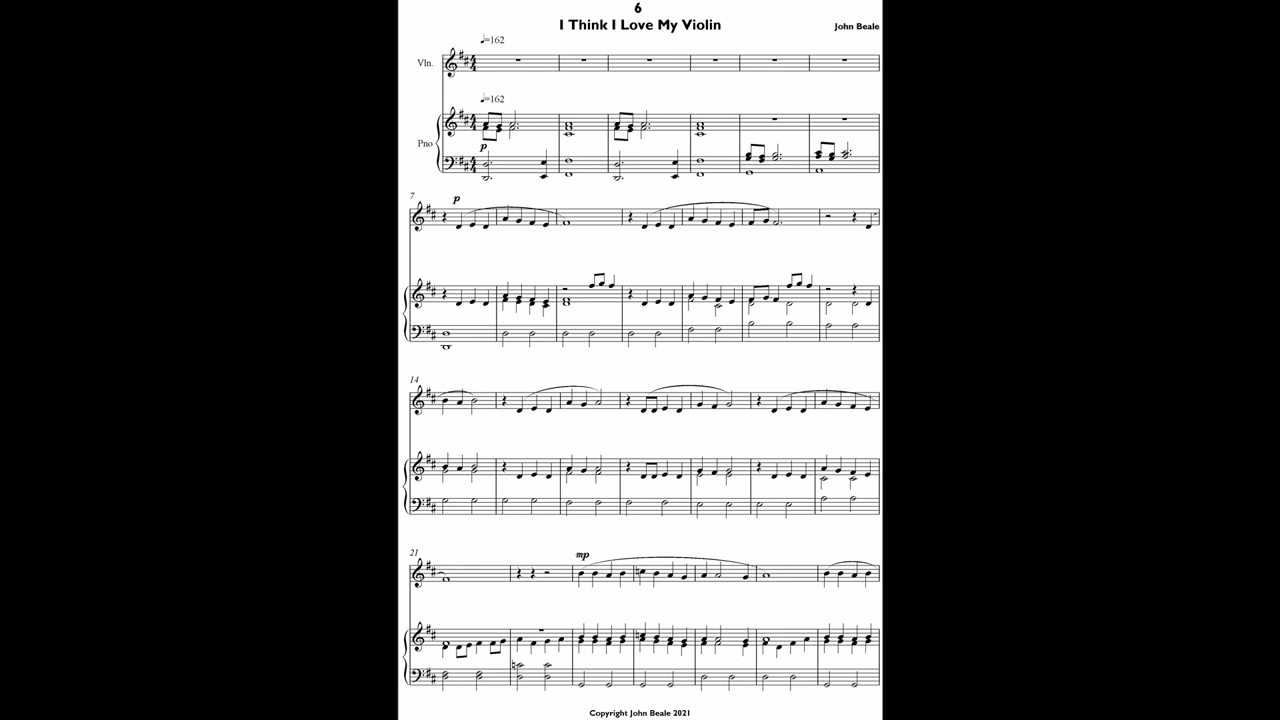 6
I Think I Love My Violin
John Beale
♩=162
Vln.
♩=162
Pno
p
7
p
14
21
mp
Copyright John Beale 2021